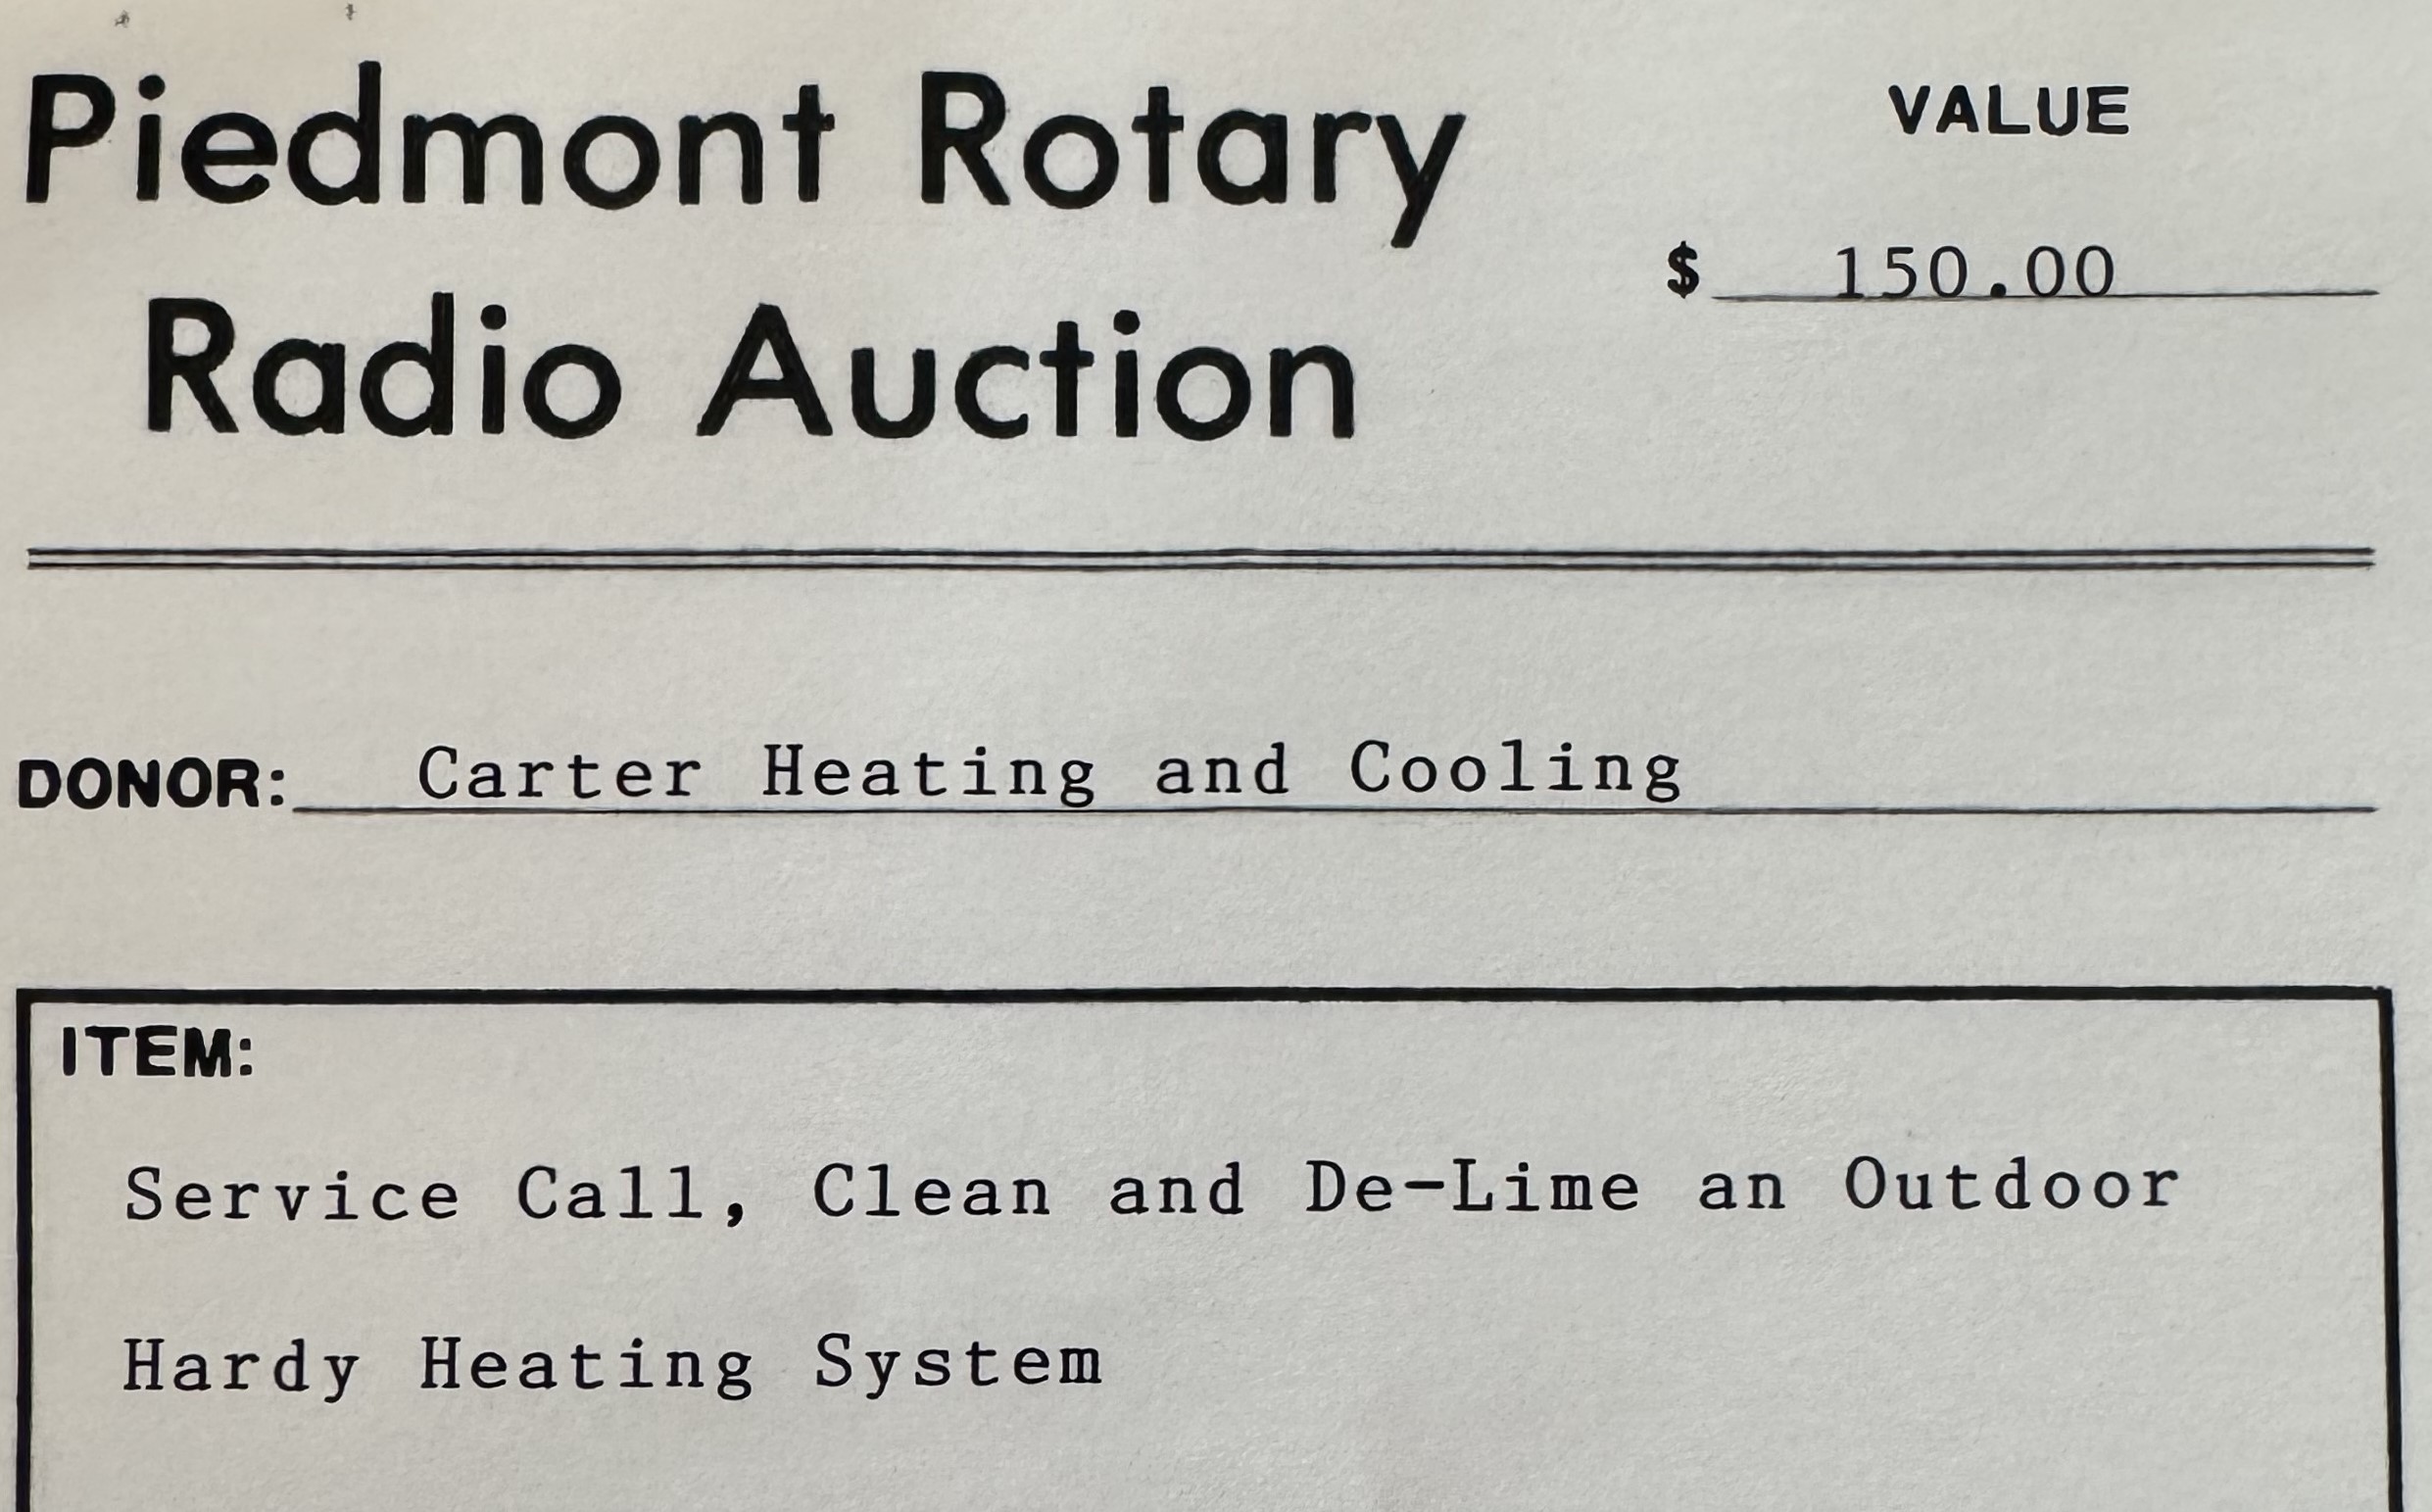 Piedmont Rotary
Radio Auction
VALUE
$ 150.00
DONOR: Carter Heating and Cooling
ITEM:
Service Call, Clean and De-Lime an Outdoor
Hardy Heating System